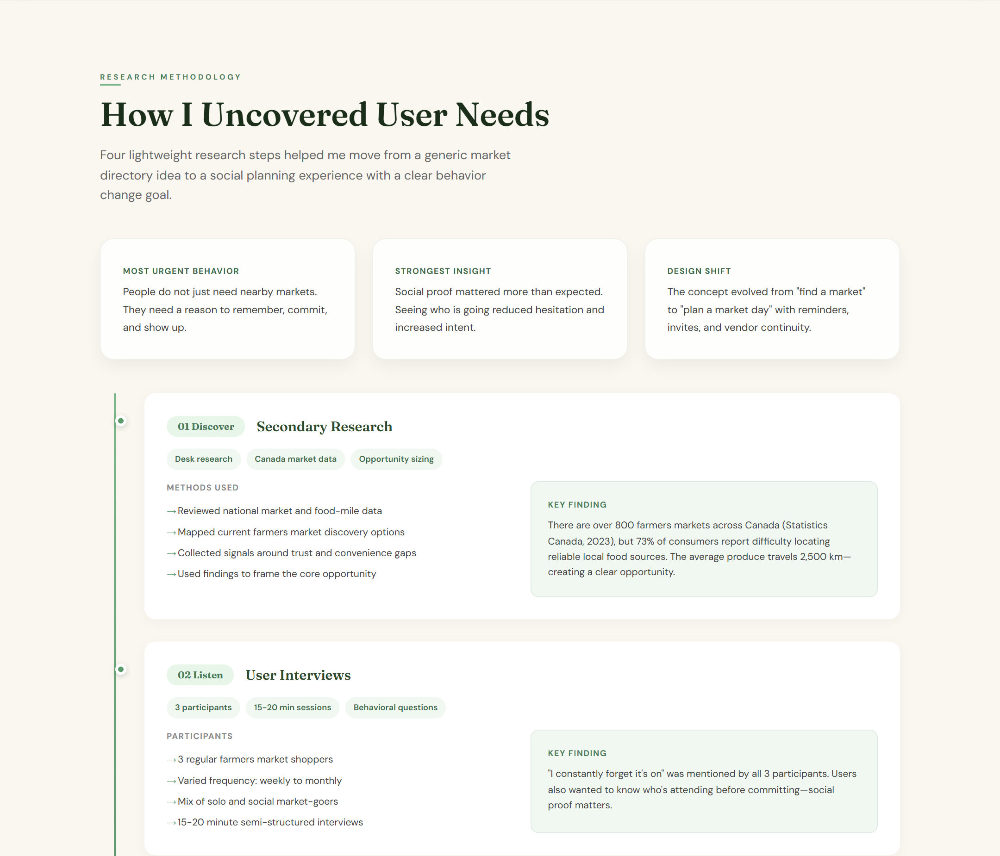 RESEARCH METHODOLOGY
How I Uncovered User Needs
Four lightweight research steps helped me move from a generic market
directory idea to a social planning experience with a clear behavior
change goal.
MOST URGENT BEHAVIOR
People do not just need nearby markets.
They need a reason to remember, commit,
and show up.
STRONGEST INSIGHT
Social proof mattered more than expected.
Seeing who is going reduced hesitation and
increased intent.
DESIGN SHIFT
The concept evolved from "find a market"
to "plan a market day" with reminders,
invites, and vendor continuity.
01 Discover
Secondary Research
Desk research
Canada market data
Opportunity sizing
METHODS USED
→Reviewed national market and food-mile data
→Mapped current farmers market discovery options
→Collected signals around trust and convenience gaps
→Used findings to frame the core opportunity
KEY FINDING
There are over 800 farmers markets across Canada (Statistics
Canada, 2023), but 73% of consumers report difficulty locating
reliable local food sources. The average produce travels 2,500 km—
creating a clear opportunity.
02 Listen
User Interviews
3 participants
15-20 min sessions
Behavioral questions
PARTICIPANTS
→3 regular farmers market shoppers
→Varied frequency: weekly to monthly
→Mix of solo and social market-goers
→15-20 minute semi-structured interviews
KEY FINDING
"I constantly forget it's on" was mentioned by all 3 participants. Users
also wanted to know who's attending before committing—social
proof matters.